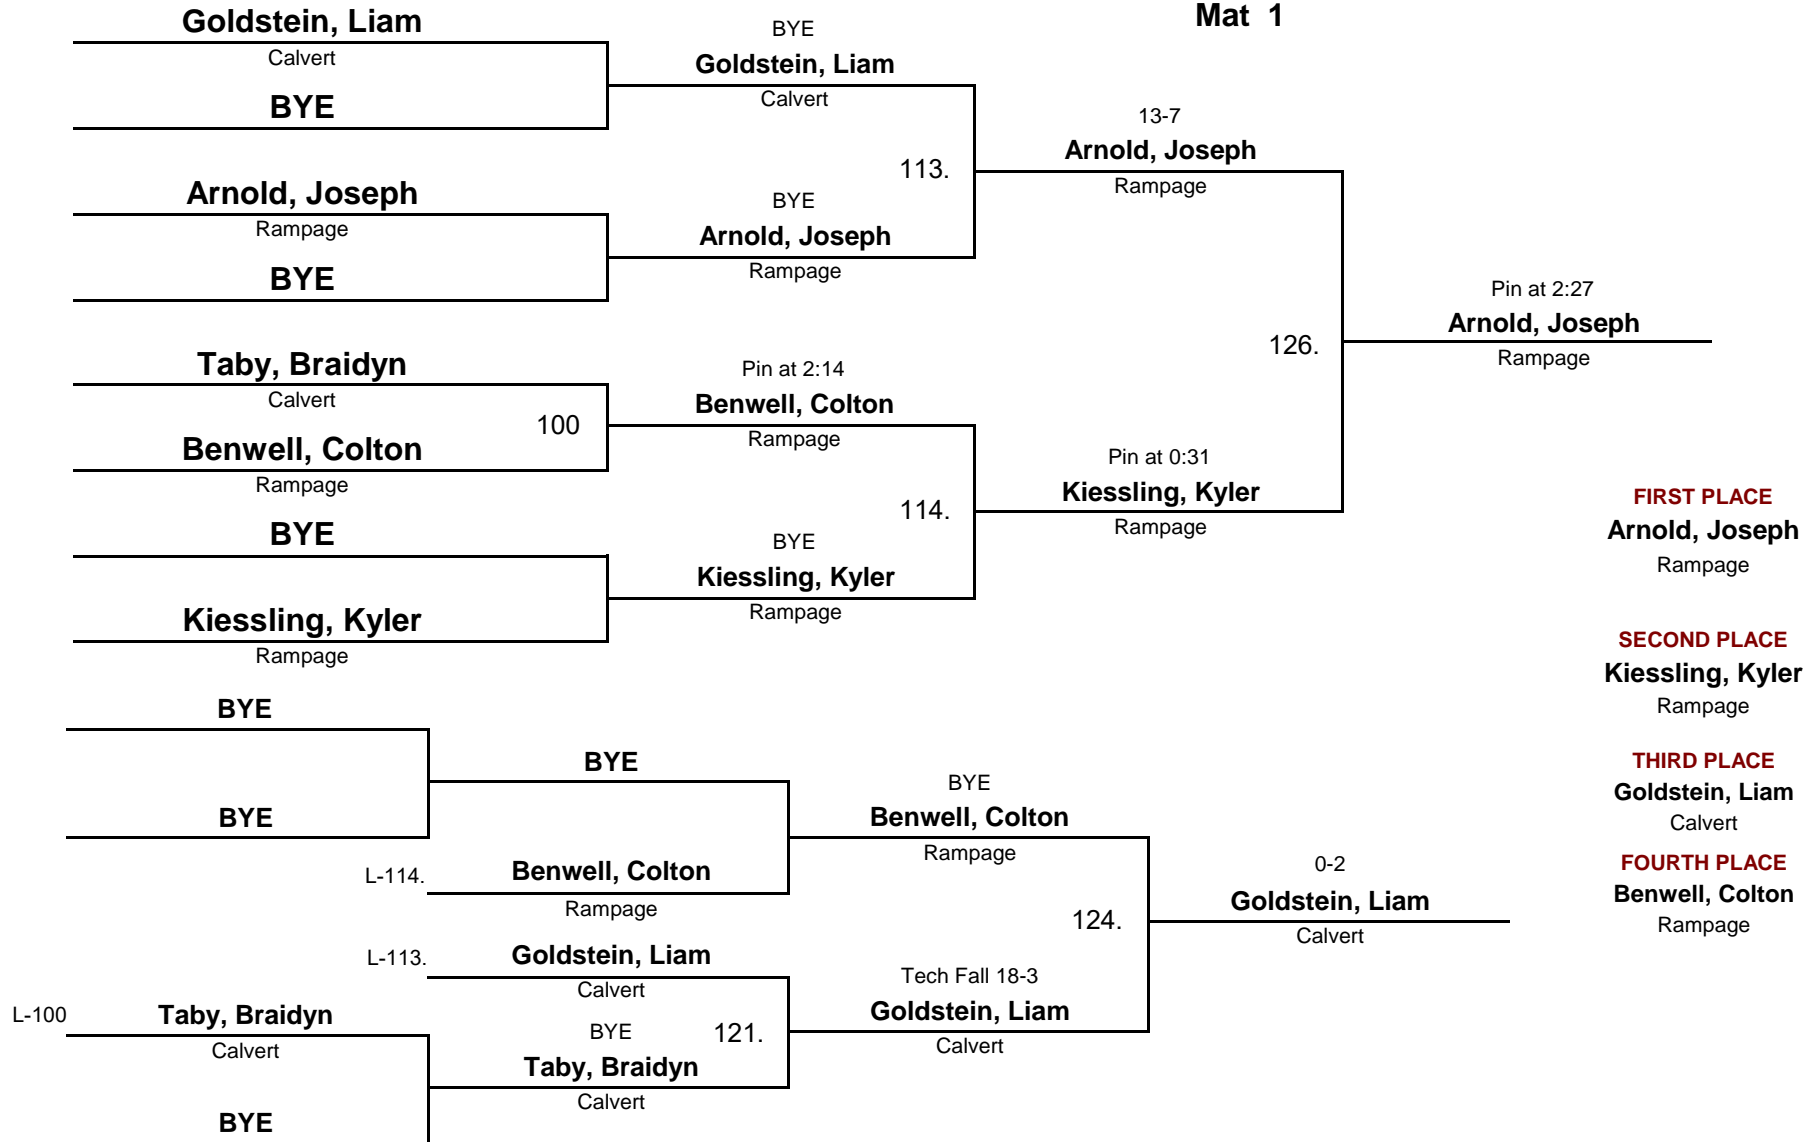 Mat 1
Goldstein, Liam
Calvert
BYE
BYE
Goldstein, Liam
Calvert
Arnold, Joseph
Rampage
BYE
BYE
Arnold, Joseph
Rampage
113.
13-7
Arnold, Joseph
Rampage
Taby, Braidyn
Calvert
100
Benwell, Colton
Rampage
Pin at 2:14
Benwell, Colton
Rampage
BYE
Kiessling, Kyler
Rampage
BYE
Kiessling, Kyler
Rampage
114.
Pin at 0:31
Kiessling, Kyler
Rampage
126.
Pin at 2:27
Arnold, Joseph
Rampage
FIRST PLACE
Arnold, Joseph
Rampage
SECOND PLACE
Kiessling, Kyler
Rampage
THIRD PLACE
Goldstein, Liam
Calvert
FOURTH PLACE
Benwell, Colton
Rampage
BYE
BYE
BYE
L-114.
Benwell, Colton
Rampage
BYE
Benwell, Colton
Rampage
L-113.
Goldstein, Liam
Calvert
L-100
Taby, Braidyn
Calvert
BYE
BYE
Taby, Braidyn
Calvert
121.
Tech Fall 18-3
Goldstein, Liam
Calvert
124.
0-2
Goldstein, Liam
Calvert